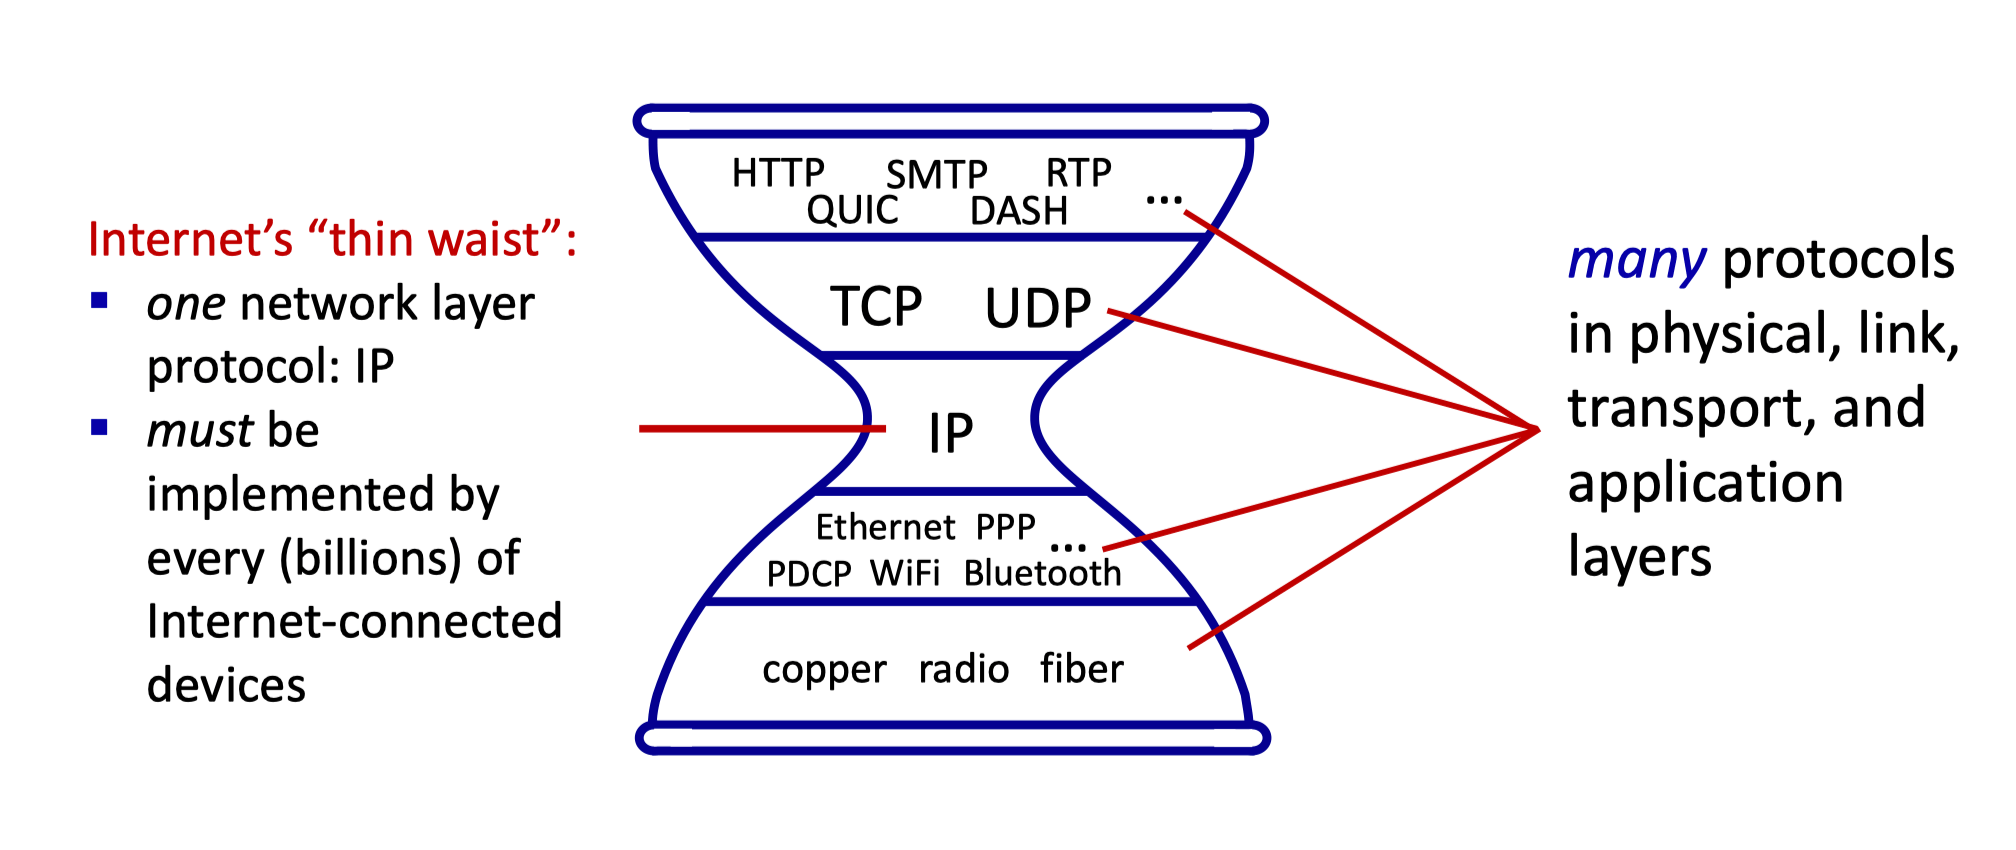 Internet's “thin waist”:
▪ one network layer
protocol: IP
▪ must be
implemented by
every (billions) of
Internet-connected
devices
HTTP SMTP RTP
QUIC DASH ...
TCP UDP
IP
Ethernet PPP ...
PDCP WiFi Bluetooth
copper radio fiber
many protocols
in physical, link,
transport, and
application
layers